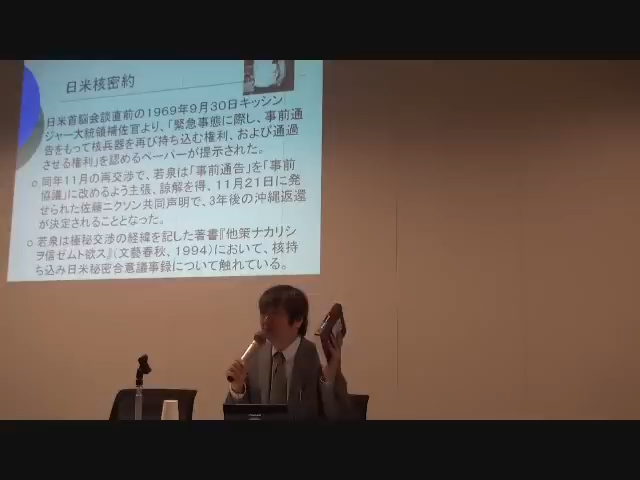 日米核密約
日米首脳会談直前の1969年9月30日キッシン
ジャー大統領補佐官より、「緊急事態に際し、事前通
告をもって核兵器を再び持ち込む権利、および通過
させる権利」を認めるペーパーが提示された。
○ 同年11月の再交渉で、若泉は「事前通告」を「事前
協議」に改めるよう主張、諒解を得、11月21日に発
せられた佐藤ニクソン共同声明で、3年後の沖縄返還
が決定されることとなった。
○ 若泉は極秘交渉の経緯を記した著書『他策ナカリシ
ヲ信ゼムト欲ス』(文藝春秋、1994)において、核持
ち込み日米秘密合意議事録について触れている。